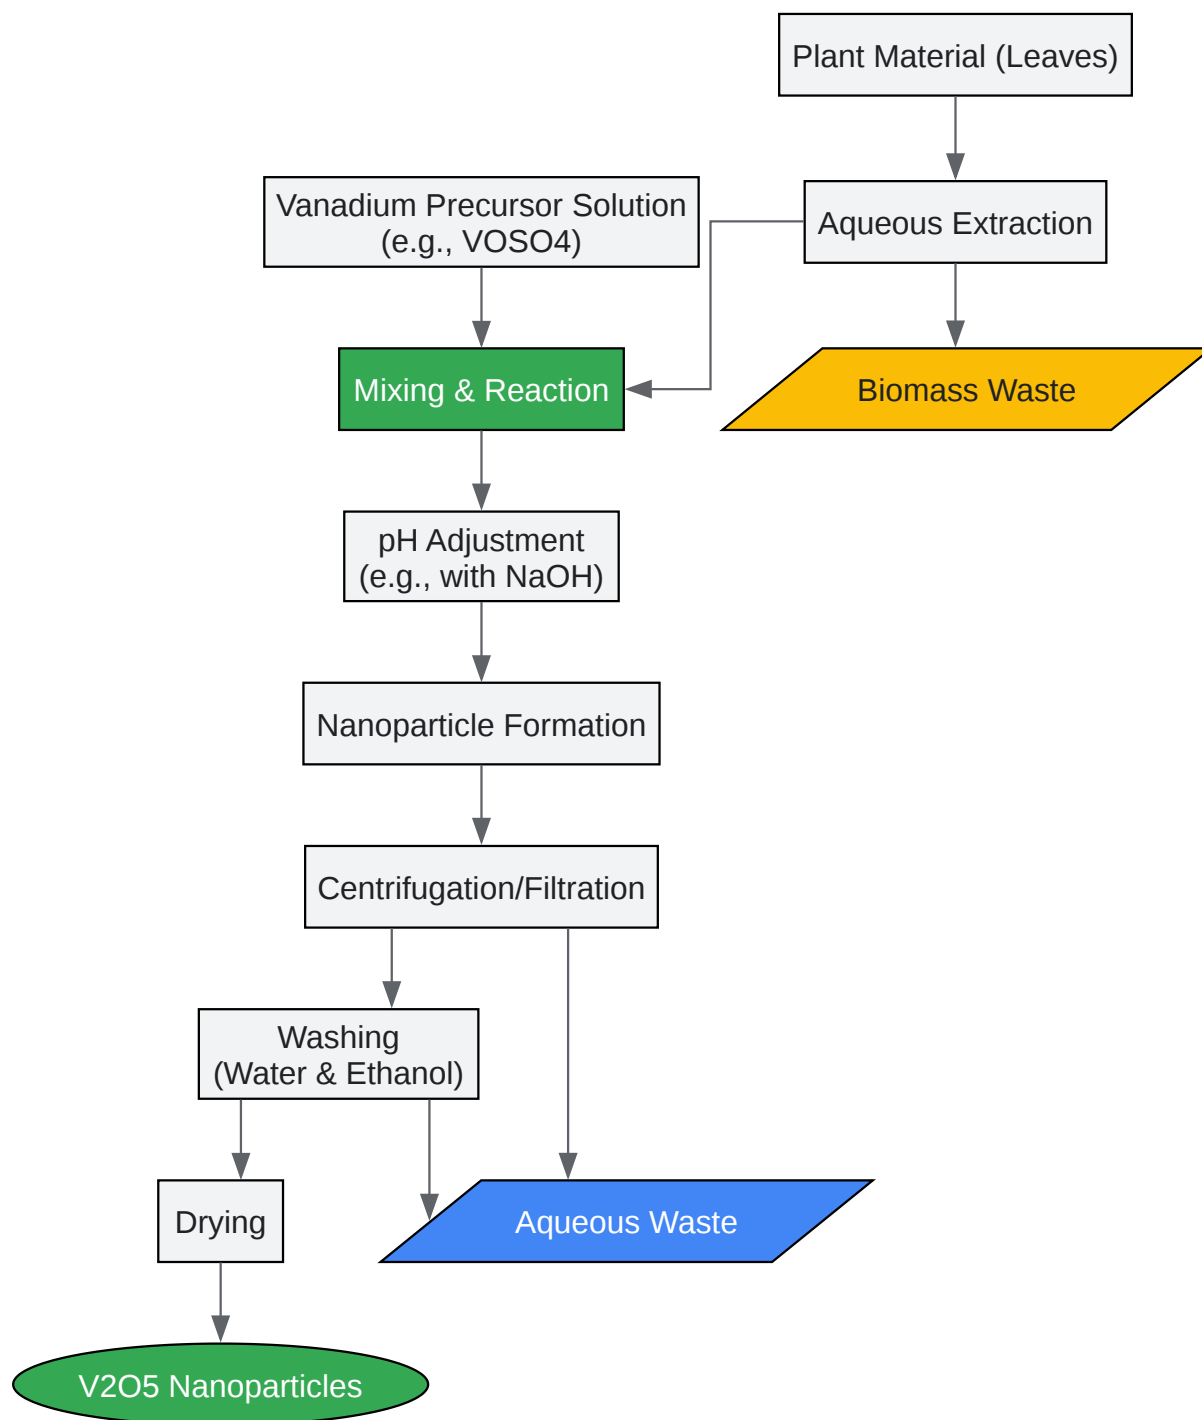 Plant Material (Leaves)
Vanadium Precursor Solution
(e.g., VOSO4)
Aqueous Extraction
Mixing & Reaction
Biomass Waste
pH Adjustment
(e.g., with NaOH)
Nanoparticle Formation
Centrifugation/Filtration
Washing
(Water & Ethanol)
Drying
Aqueous Waste
V2O5 Nanoparticles